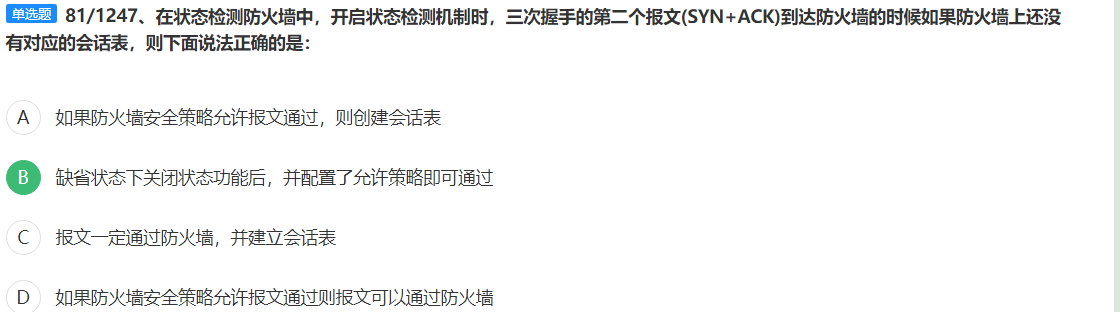 单选题 81/1247、在状态检测防火墙中，开启状态检测机制时，三次握手的第二个报文(SYN+ACK)到达防火墙的时候如果防火墙上还没
有对应的会话表，则下面说法正确的是：
A 如果防火墙安全策略允许报文通过，则创建会话表
B 缺省状态下关闭状态功能后，并配置了允许策略即可通过
C 报文一定通过防火墙，并建立会话表
D 如果防火墙安全策略允许报文通过则报文可以通过防火墙